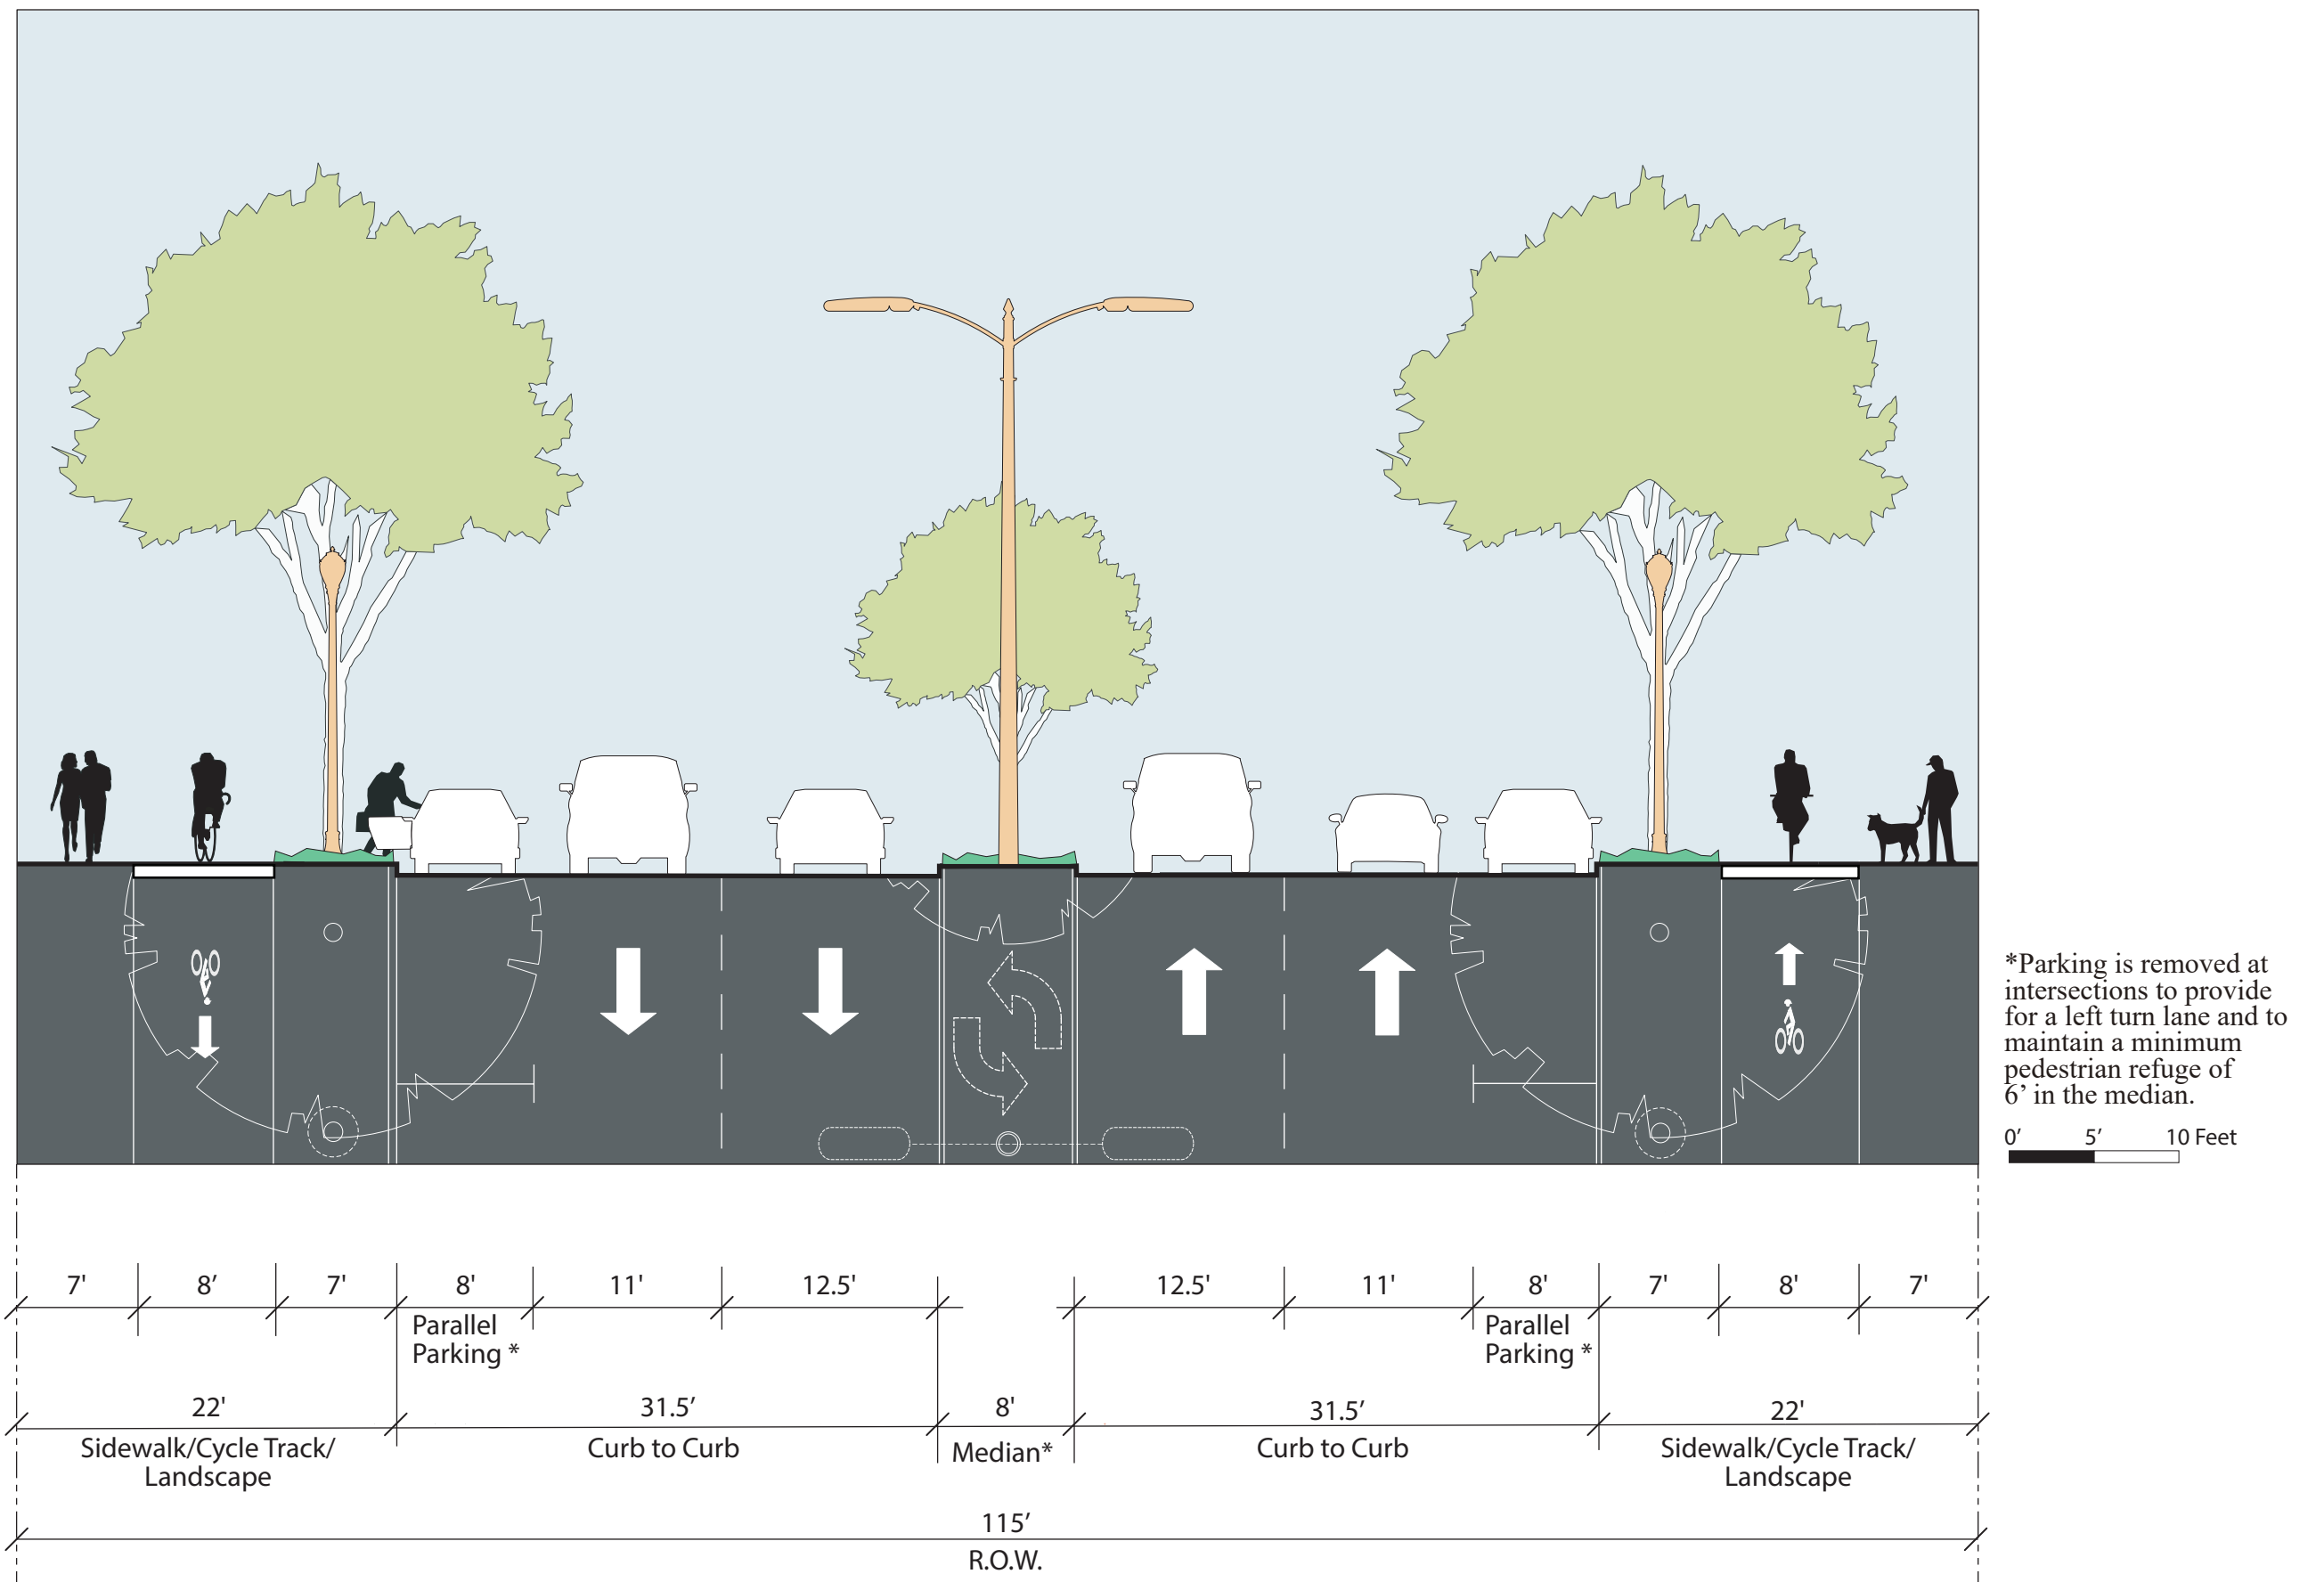 *Parking is removed at
intersections to provide
for a left turn lane and to
maintain a minimum
pedestrian refuge of
6’ in the median.
0’ 5’ 10 Feet
7' 8’ 7' 8' 11' 12.5' 12.5' 11' 8' 7' 8' 7'
Parallel
Parking *
Parallel
Parking *
22' 31.5’ 8' 31.5’ 22'
Sidewalk/Cycle Track/
Landscape
Curb to Curb
Median*
Curb to Curb
Sidewalk/Cycle Track/
Landscape
115’
R.O.W.